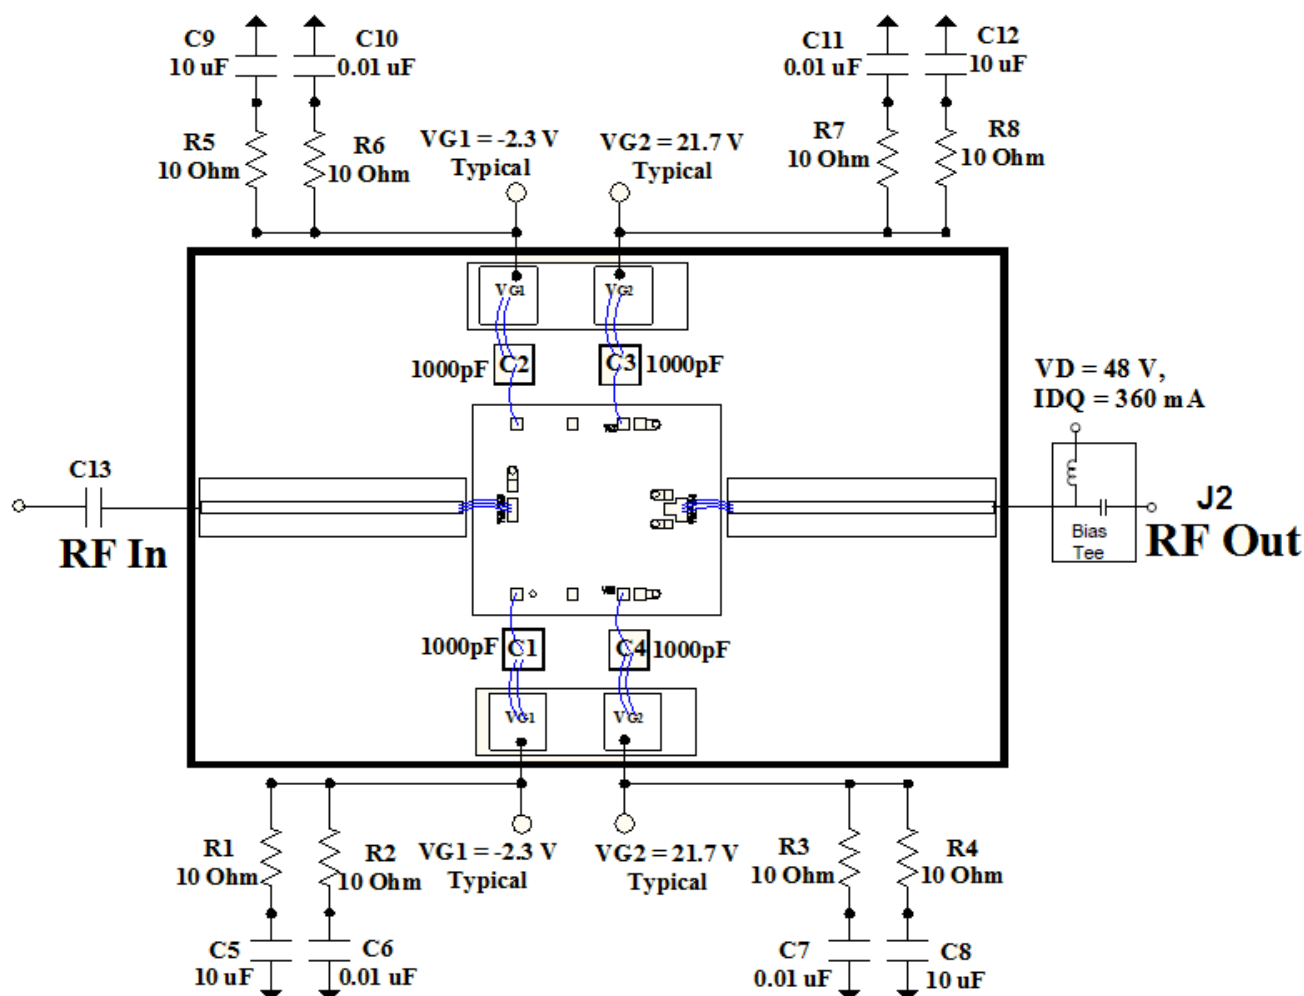 C9
10 uF
C10
0.01 uF
C11
0.01 uF
C12
10 uF
R5
10 Ohm
R6
10 Ohm
VG1 = -2.3 V
Typical
VG2 = 21.7 V
Typical
R7
10 Ohm
R8
10 Ohm
VG1
VG2
1000pF
C2
C3
1000pF
VD = 48 V,
IDQ = 360 mA
C13
RF In
Bias
Tee
J2
RF Out
1000pF
C1
C4
1000pF
VG1
VG2
R1
10 Ohm
R2
10 Ohm
VG1 = -2.3 V
Typical
VG2 = 21.7 V
Typical
R3
10 Ohm
R4
10 Ohm
C5
10 uF
C6
0.01 uF
C7
0.01 uF
C8
10 uF